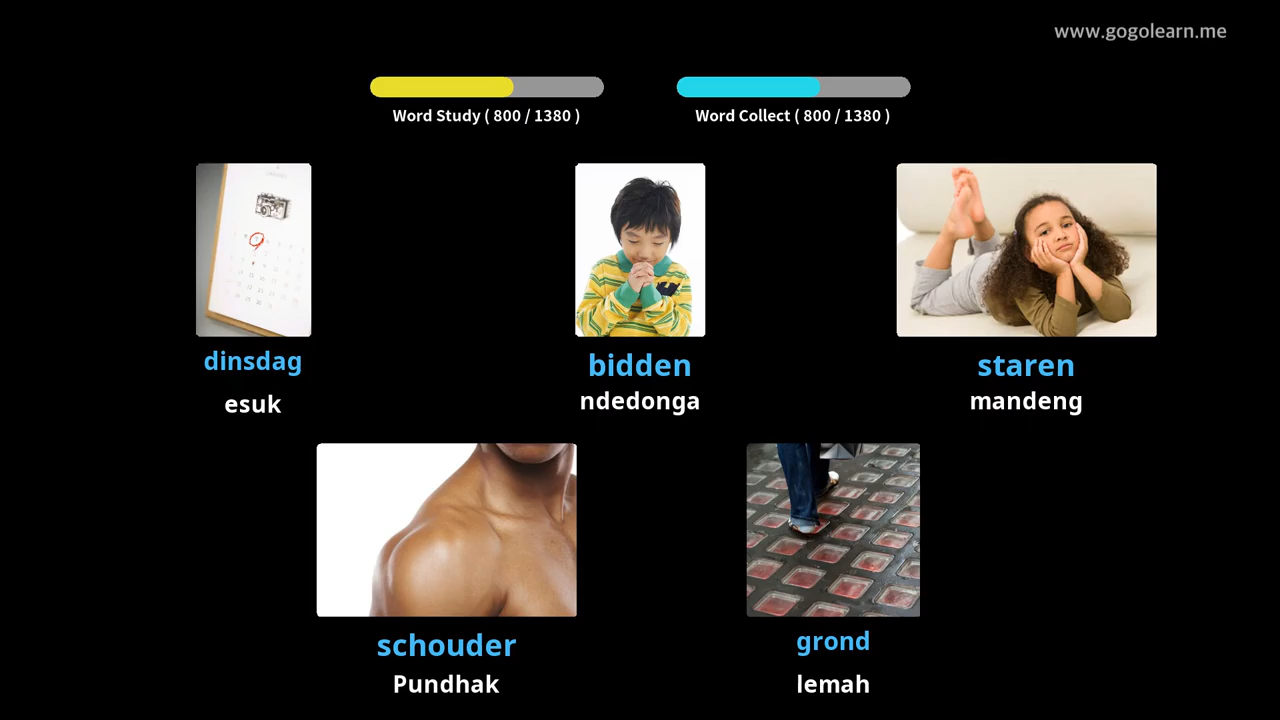 www.gogolearn.me
Word Study ( 800 / 1380 )
Word Collect ( 800 / 1380 )
dinsdag
esuk
bidden
ndedonga
staren
mandeng
schouder
Pundhak
grond
lemah